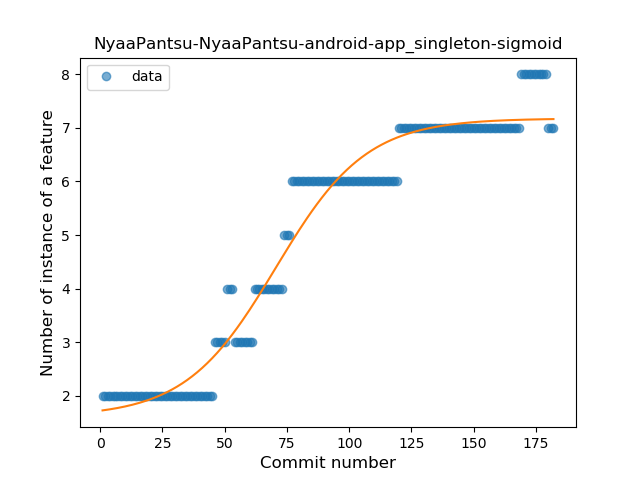 NyaaPantsu-NyaaPantsu-android-app_singleton-sigmoid
data
Number of instance of a feature
8
7
6
5
4
3
2
0 25 50 75 100 125 150 175
Commit number